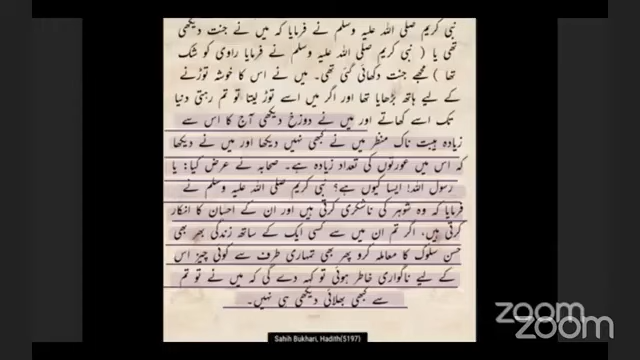 نبی کریم صلی اللہ علیہ وسلم نے فرمایا کہ میں نے جنت دیکھی
تھی یا ( نبی کریم صلی اللہ علیہ وسلم نے فرمایا راوی کو شک
تھا ) مجھے جنت دکھائی گئی تھی۔ میں نے اس کا خوشہ توڑنے
کے لیے ہاتھ بڑھایا تھا اور اگر میں اسے توڑ لیتا تو تم رہتی دنیا
تک اسے کھاتے اور میں نے دوزخ دیکھی آج کا اس سے
زیادہ ہیبت ناک منظر میں نے کبھی نہیں دیکھا اور میں نے دیکھا
کہ اس میں عورتوں کی تعداد زیادہ ہے۔ صحابہ نے عرض کیا: یا
رسول اللہ! ایسا کیوں ہے؟ نبی کریم صلی اللہ علیہ وسلم نے
فرمایا کہ وہ شوہر کی ناشکری کرتی ہیں اور ان کے احسان کا انکار
کرتی ہیں، اگر تم ان میں سے کسی ایک کے ساتھ زندگی بھر بھی
حسن سلوک کا معاملہ کرو پھر بھی تمہاری طرف سے کوئی چیز اس
کے لیے ناگواری خاطر ہوئی تو کہہ دے گی کہ میں نے تو تم
سے کبھی بھلائی دیکھی ہی نہیں۔
Sahih Bukhari, Hadith(5197)
zoom
zoom